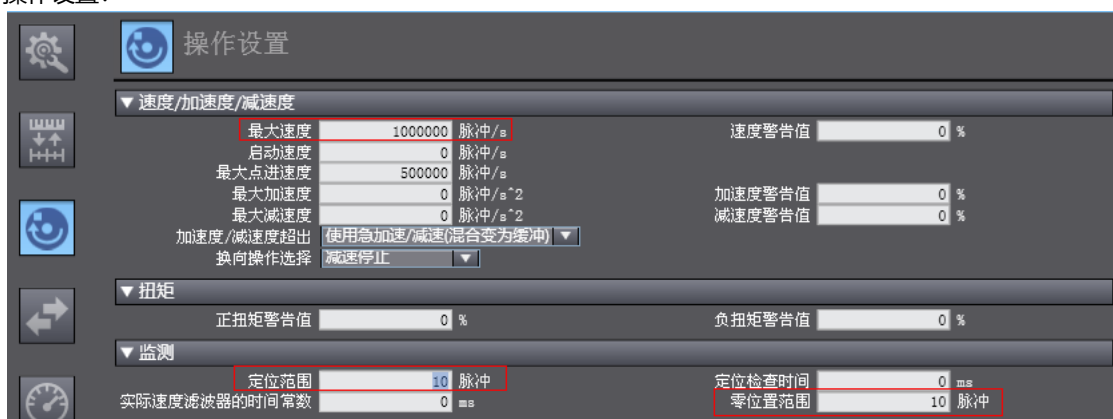 操作设置：
操作设置
▼ 速度/加速度/减速度
最大速度 1000000 脉冲/s 速度警告值 0 %
启动速度 0 脉冲/s
最大点进速度 500000 脉冲/s
最大加速度 0 脉冲/s^2 加速度警告值 0 %
最大减速度 0 脉冲/s^2 减速度警告值 0 %
加速度/减速度超出 使用急加速/减速(混合变为缓冲) ▼
换向操作选择 减速停止 ▼
▼ 扭矩
正扭矩警告值 0 % 负扭矩警告值 0 %
▼ 监测
定位范围 10 脉冲 定位检查时间 0 ms
实际速度滤波器的时间常数 0 ms 零位置范围 10 脉冲